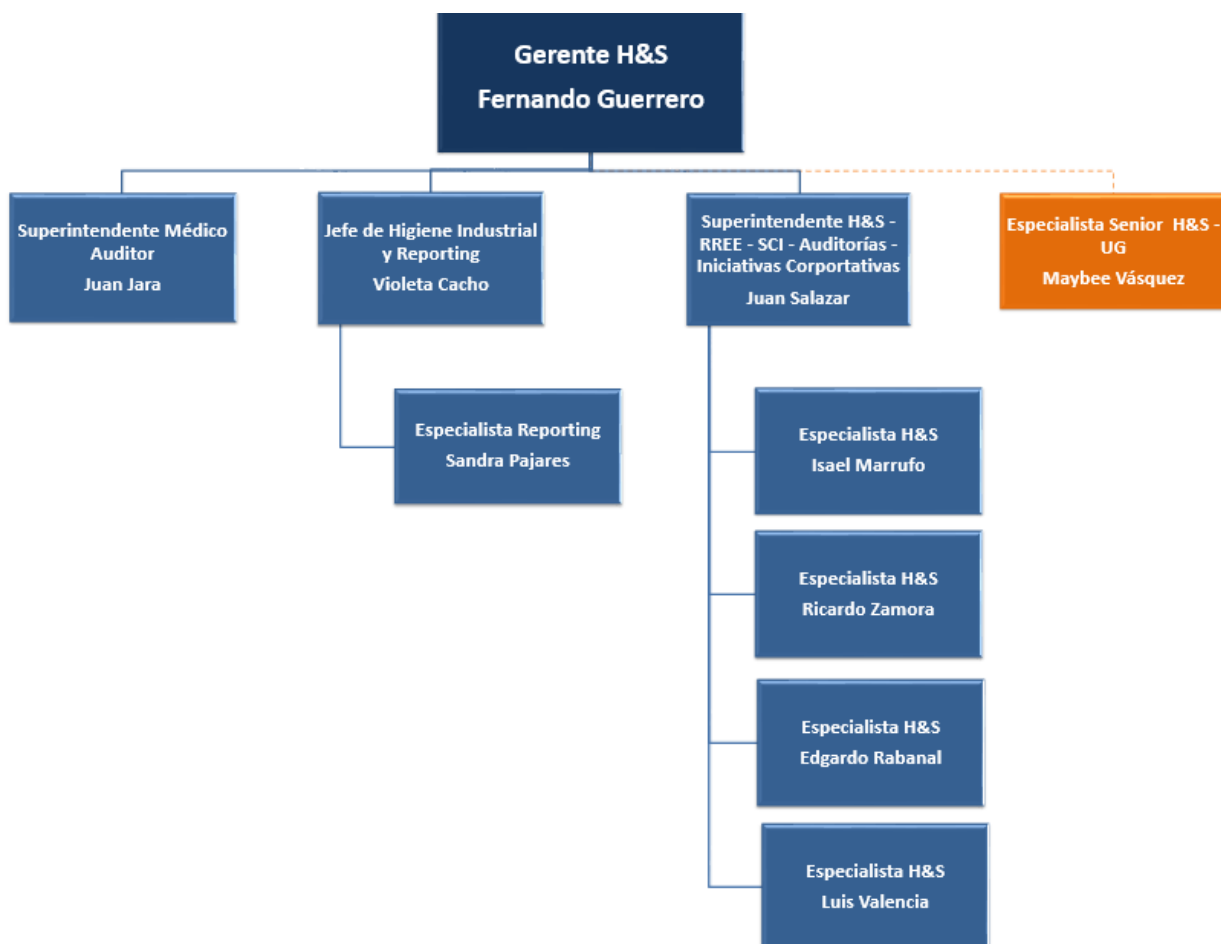 Gerente H&S
Fernando Guerrero
Superintendente Médico
Auditor
Juan Jara
Jefe de Higiene Industrial
y Reporting
Violeta Cacho
Superintendente H&S -
RREE - SCI - Auditorías -
Iniciativas Corportativas
Juan Salazar
Especialista Senior H&S -
UG
Maybee Vásquez
Especialista Reporting
Sandra Pajares
Especialista H&S
Isael Marrufo
Especialista H&S
Ricardo Zamora
Especialista H&S
Edgardo Rabanal
Especialista H&S
Luis Valencia